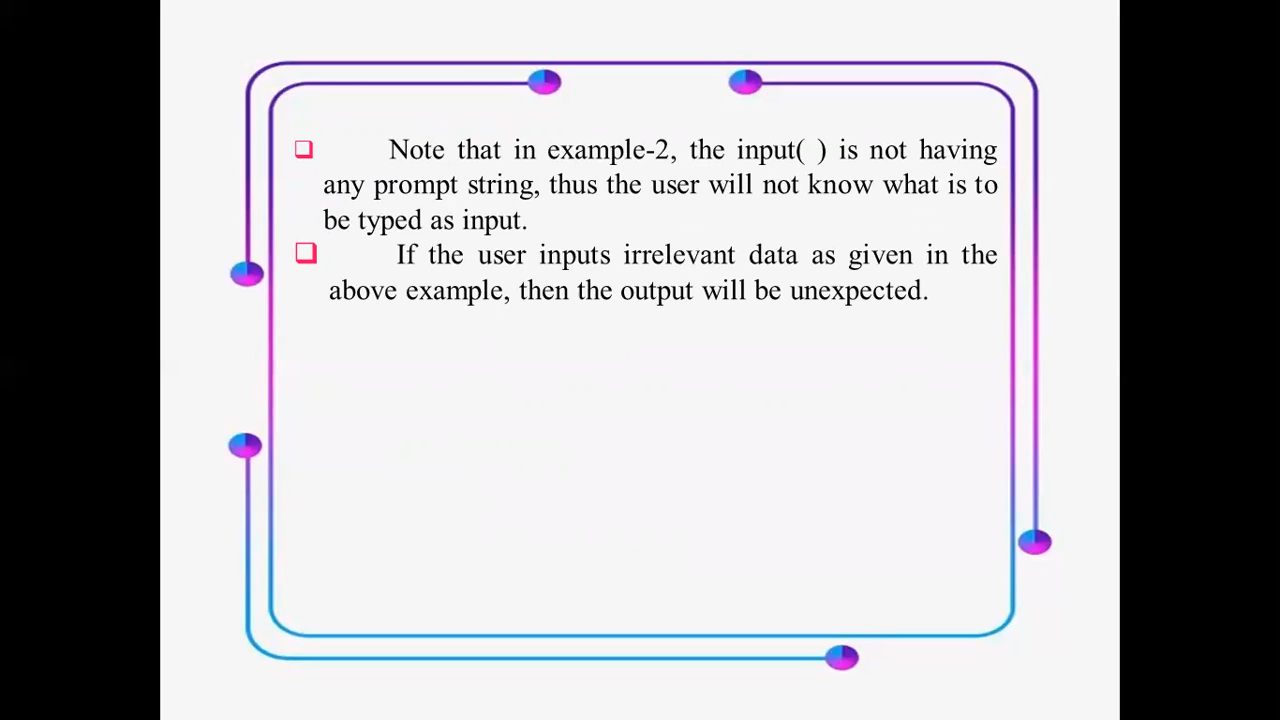 Note that in example-2, the input( ) is not having
any prompt string, thus the user will not know what is to
be typed as input.
If the user inputs irrelevant data as given in the
above example, then the output will be unexpected.